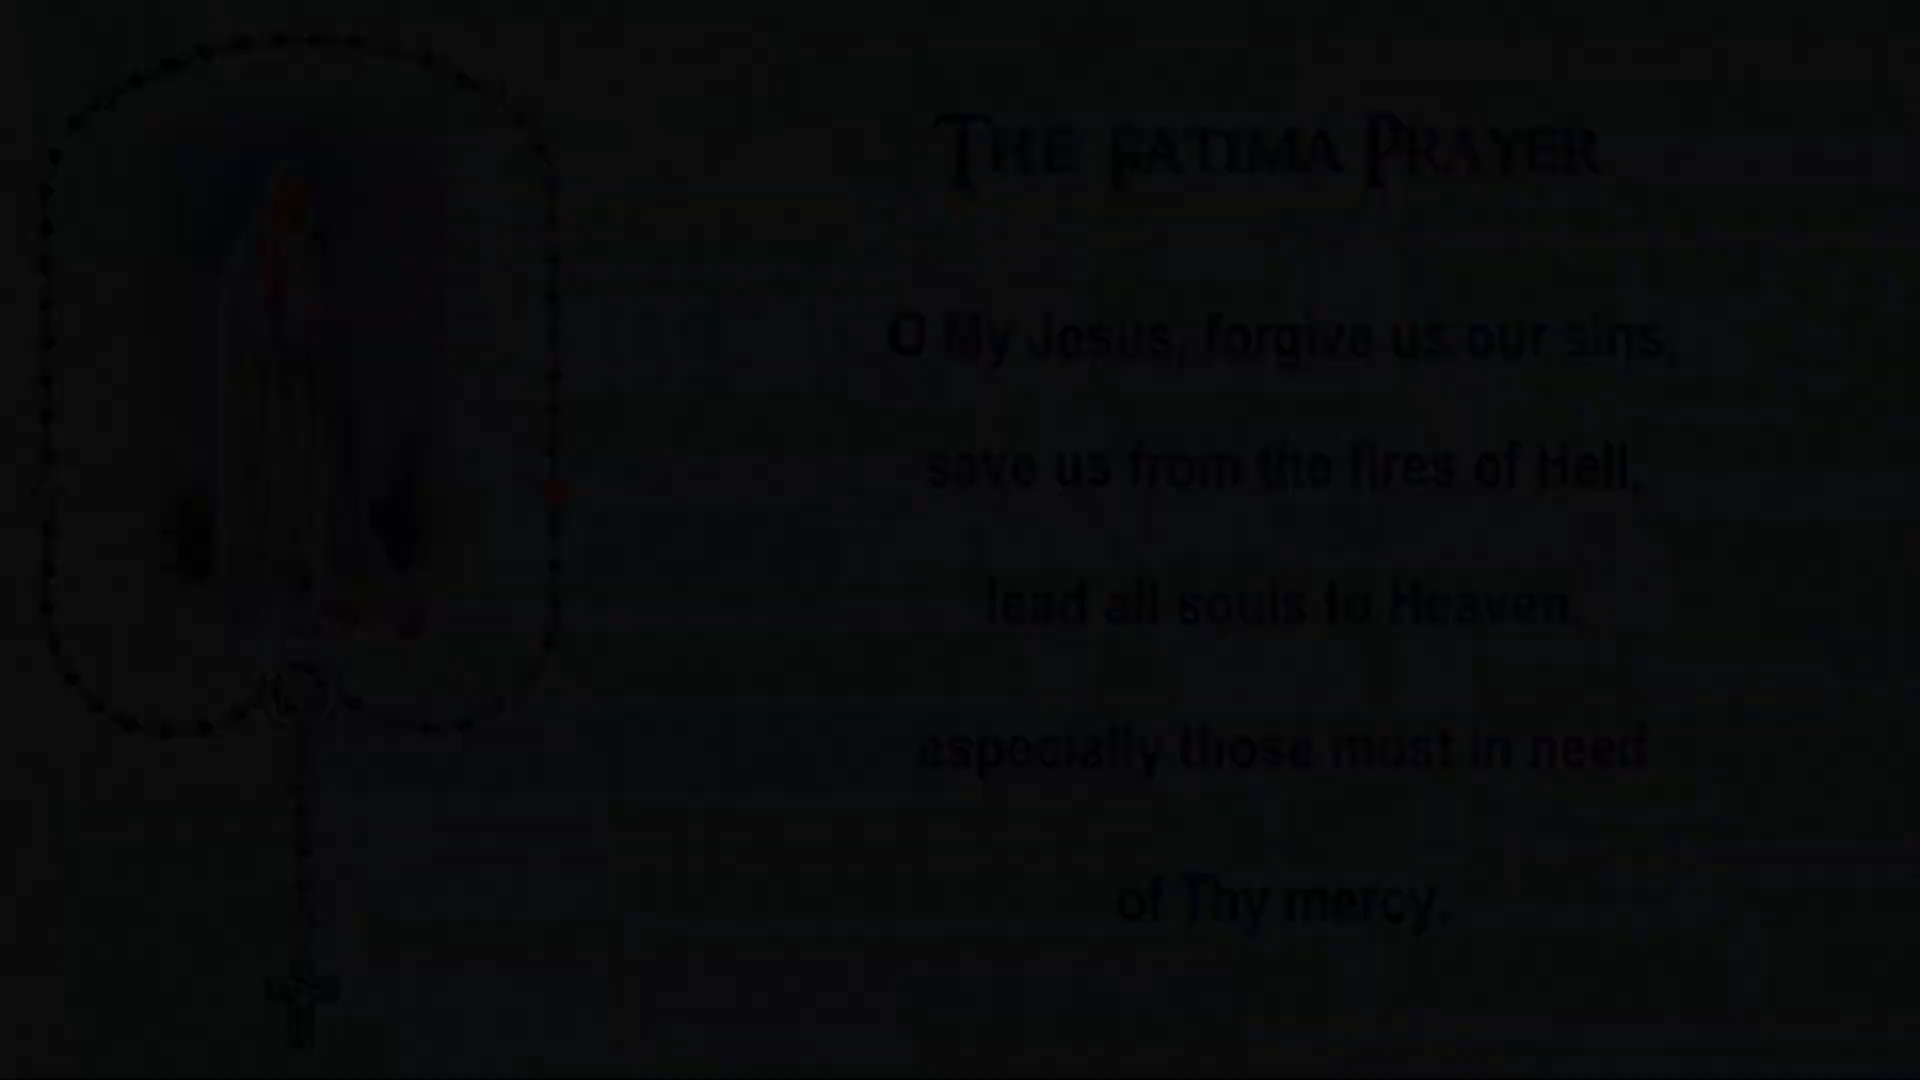 THE FATIMA PRAYER
O My Jesus, forgive us our sins,
save us from the fires of Hell,
lead all souls to Heaven,
especially those most in need
of Thy mercy.